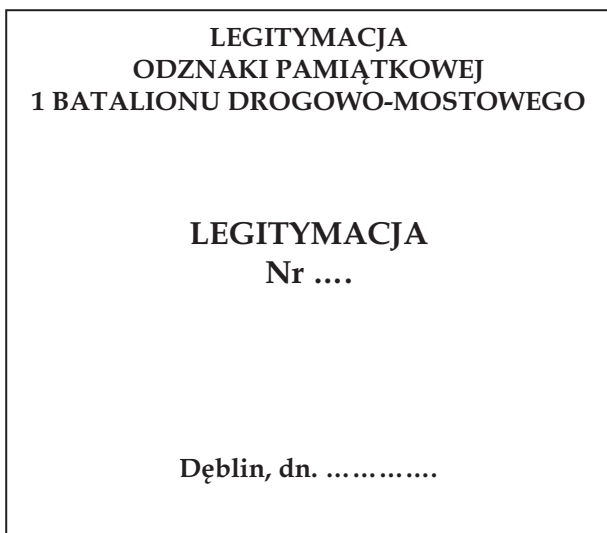 LEGITYMACJA
ODZNAKI PAMIĄTKOWEJ
1 BATALIONU DROGOWO-MOSTOWEGO
LEGITYMACJA
Nr ....
Dęblin, dn. ………….